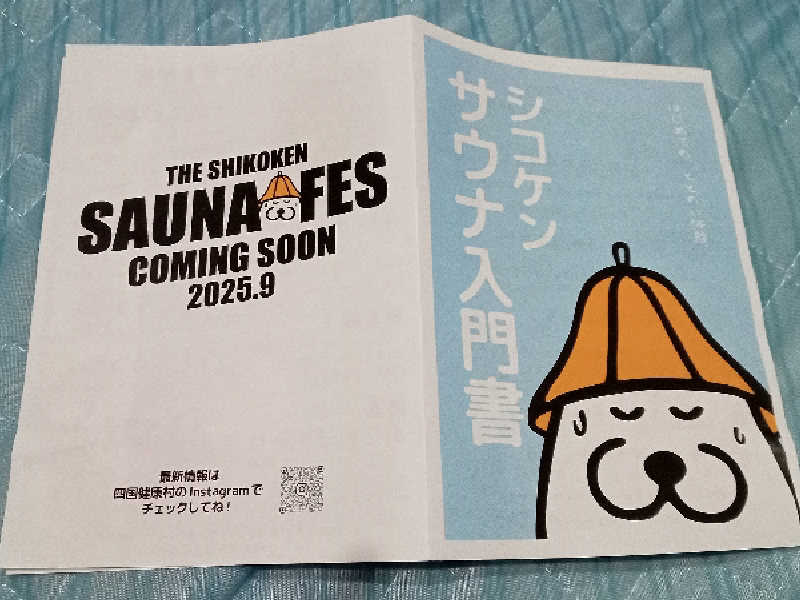 THE SHIKOKEN
SAUNA FES
COMING SOON
2025.9
最新情報は
四国健康村のInstagramで
チェックしてね!
シコケン
サウナ入門書